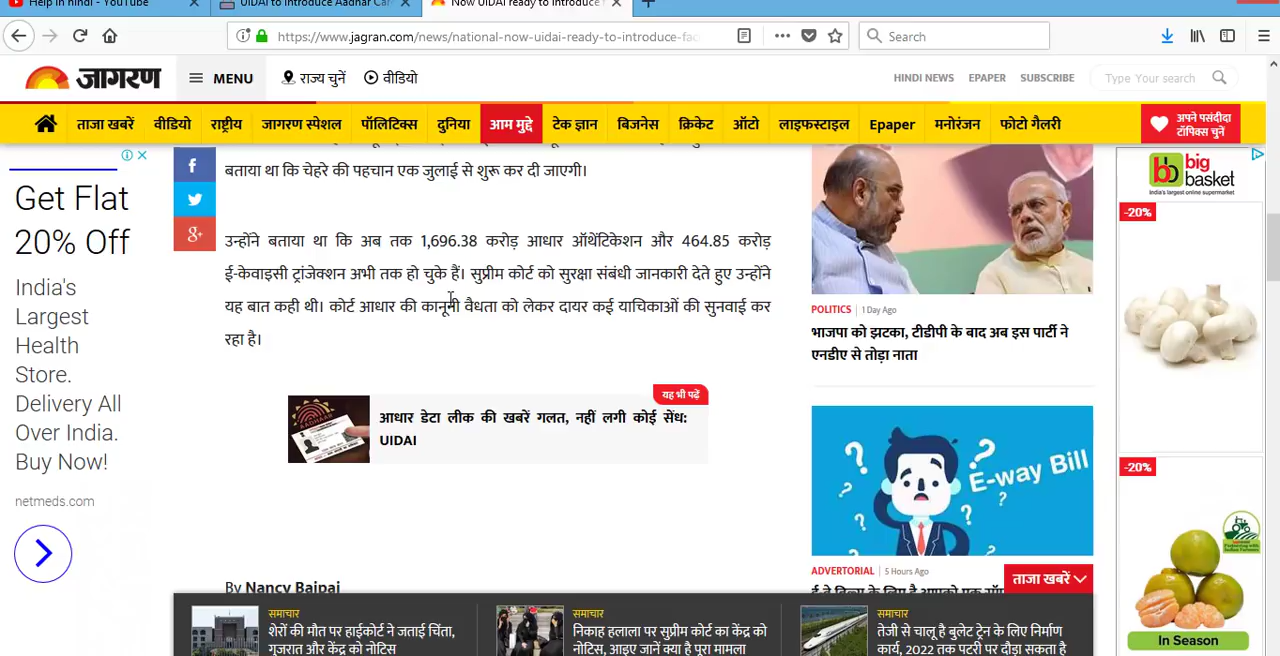 Help in hindi - YouTube
UIDAI to introduce Aadhar Car
Now UIDAI ready to introduce
https://www.jagran.com/news/national-now-uidai-ready-to-introduce-fac
Search
जागरण
MENU
राज्य चुनें
वीडियो
HINDI NEWS
EPAPER
SUBSCRIBE
Type Your search
ताजा खबरें
वीडियो
राष्ट्रीय
जागरण स्पेशल
पॉलिटिक्स
दुनिया
आम मुद्दे
टेक ज्ञान
बिजनेस
क्रिकेट
ऑटो
लाइफस्टाइल
Epaper
मनोरंजन
फोटो गैलरी
अपने पसंदीदा
टॉपिक्स चुनें
Get Flat
20% Off
India's
Largest
Health
Store.
Delivery All
Over India.
Buy Now!
netmeds.com
बताया था कि चेहरे की पहचान एक जुलाई से शुरू कर दी जाएगी।
उन्होंने बताया था कि अब तक 1,696.38 करोड़ आधार ऑथेंटिकेशन और 464.85 करोड़
ई-केवाइसी ट्रांजेक्शन अभी तक हो चुके हैं। सुप्रीम कोर्ट को सुरक्षा संबंधी जानकारी देते हुए उन्होंने
यह बात कही थी। कोर्ट आधार की कानूनी वैधता को लेकर दायर कई याचिकाओं की सुनवाई कर
रहा है।
यह भी पढ़ें
AADHAAR
आधार डेटा लीक की खबरें गलत, नहीं लगी कोई सेंध:
UIDAI
By Nancy Bajpai
POLITICS | 1 Day Ago
भाजपा को झटका, टीडीपी के बाद अब इस पार्टी ने
एनडीए से तोड़ा नाता
E-way Bill
ADVERTORIAL | 5 Hours Ago
ताजा खबरें
bb big
basket
India's largest online supermarket
-20%
-20%
In Season
समाचार
शेरों की मौत पर हाईकोर्ट ने जताई चिंता,
गुजरात और केंद्र को नोटिस
समाचार
निकाह हलाला पर सुप्रीम कोर्ट का केंद्र को
नोटिस, आइए जानें क्या है पूरा मामला
समाचार
तेजी से चालू है बुलेट ट्रेन के लिए निर्माण
कार्य, 2022 तक पटरी पर दौड़ सकता है